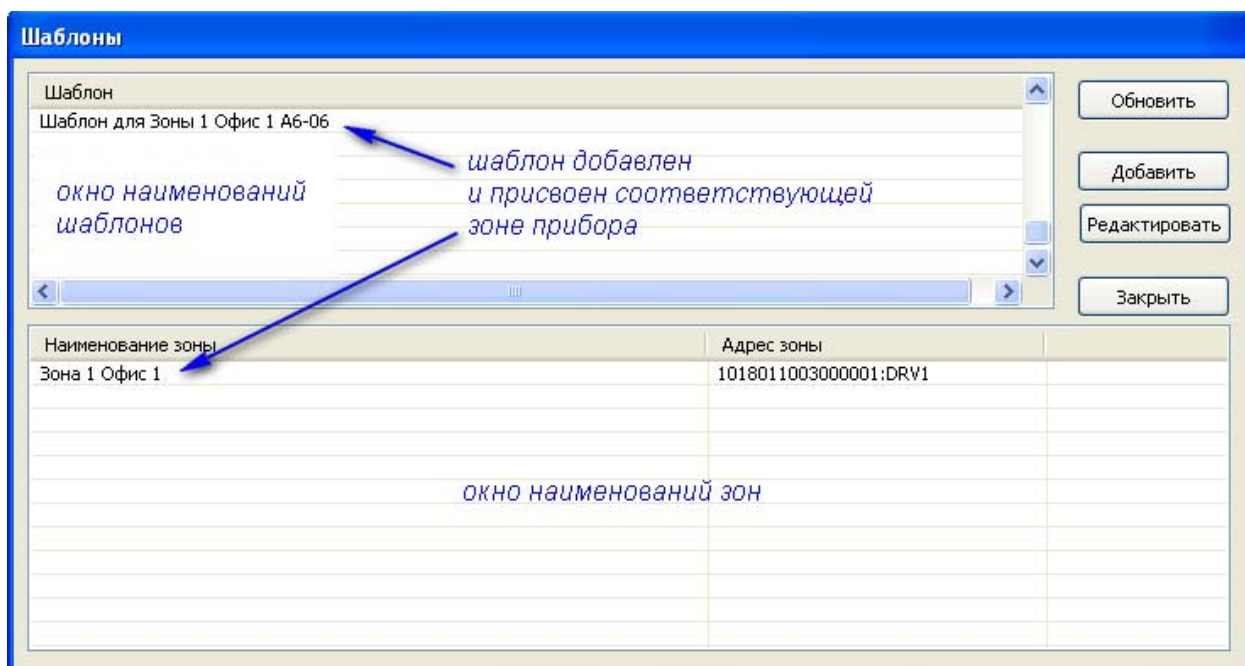 Шаблоны
Шаблон
Шаблон для Зоны 1 Офис 1 А6-06
окно наименований
шаблонов
шаблон добавлен
и присвоен соответствующей
зоне прибора
Обновить
Добавить
Редактировать
Закрыть
Наименование зоны
Адрес зоны
Зона 1 Офис 1
1018011003000001:DRV1
окно наименований зон